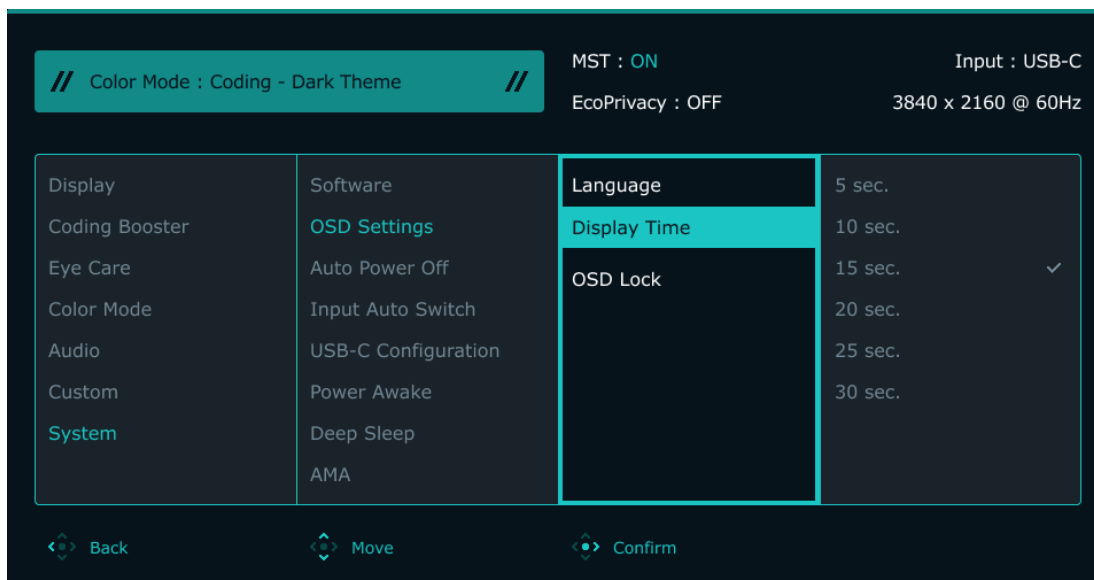 Color Mode : Coding - Dark Theme
MST : ON
Input : USB-C
EcoPrivacy : OFF
3840 x 2160 @ 60Hz
Display
Coding Booster
Eye Care
Color Mode
Audio
Custom
System
Software
OSD Settings
Auto Power Off
Input Auto Switch
USB-C Configuration
Power Awake
Deep Sleep
AMA
Language
Display Time
OSD Lock
5 sec.
10 sec.
15 sec.
20 sec.
25 sec.
30 sec.
Back
Move
Confirm